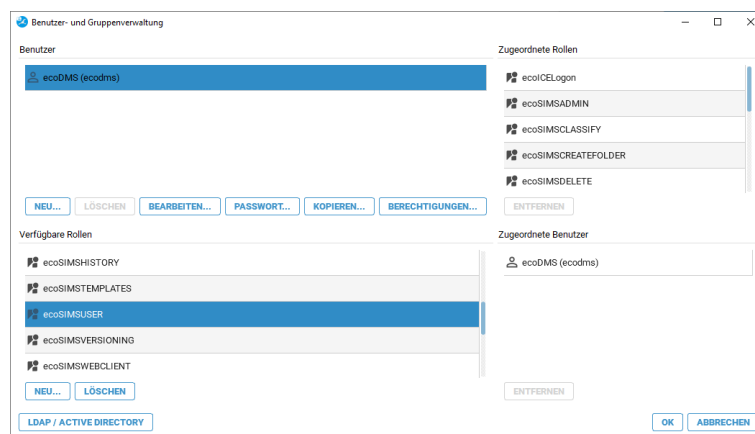 Benutzer- und Gruppenverwaltung
Benutzer
ecoDMS (ecodms)
NEU...
LÖSCHEN
BEARBEITEN...
PASSWORT...
KOPIEREN...
BERECHTIGUNGEN...
Zugeordnete Rollen
ecoICELogon
ecoSIMSADMIN
ecoSIMSCLASSIFY
ecoSIMSCREATEFOLDER
ecoSIMSDELETE
ENTFERNEN
Verfügbare Rollen
ecoSIMSHISTORY
ecoSIMSTEMPLATES
ecoSIMSUSER
ecoSIMSVERSIONING
ecoSIMSWEBCLIENT
NEU...
LÖSCHEN
Zugeordnete Benutzer
ecoDMS (ecodms)
ENTFERNEN
LDAP / ACTIVE DIRECTORY
OK
ABBRECHEN